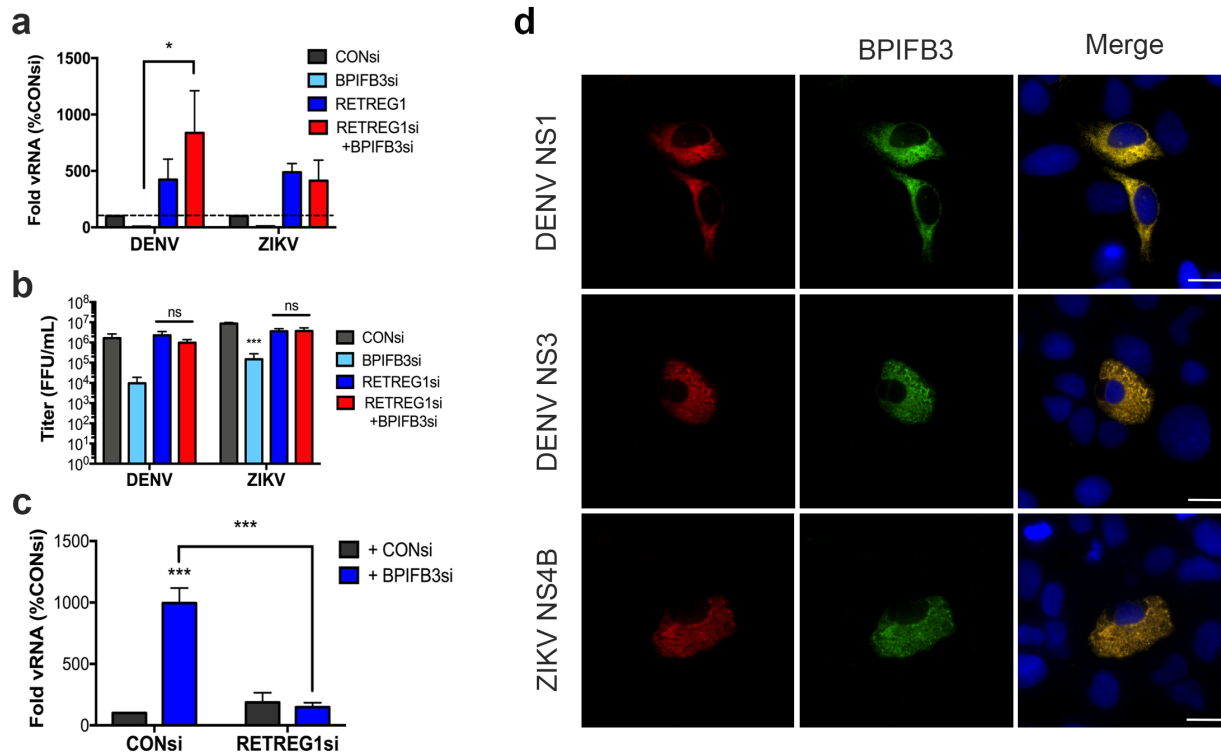 a
*
Fold vRNA (%CONsi)
1500
1000
500
0
DENV
ZIKV
CONsi
BPIFB3si
RETREG1
RETREG1si
+BPIFB3si
b
Titer (FFU/mL)
10⁸
10⁷
10⁶
10⁵
10⁴
10³
10²
10¹
10⁰
ns
***
ns
DENV
ZIKV
CONsi
BPIFB3si
RETREG1si
RETREG1si
+BPIFB3si
c
Fold vRNA (%CONsi)
1500
1000
500
0
***
***
CONsi
RETREG1si
+ CONsi
+ BPIFB3si
d
BPIFB3
Merge
DENV NS1
DENV NS3
ZIKV NS4B